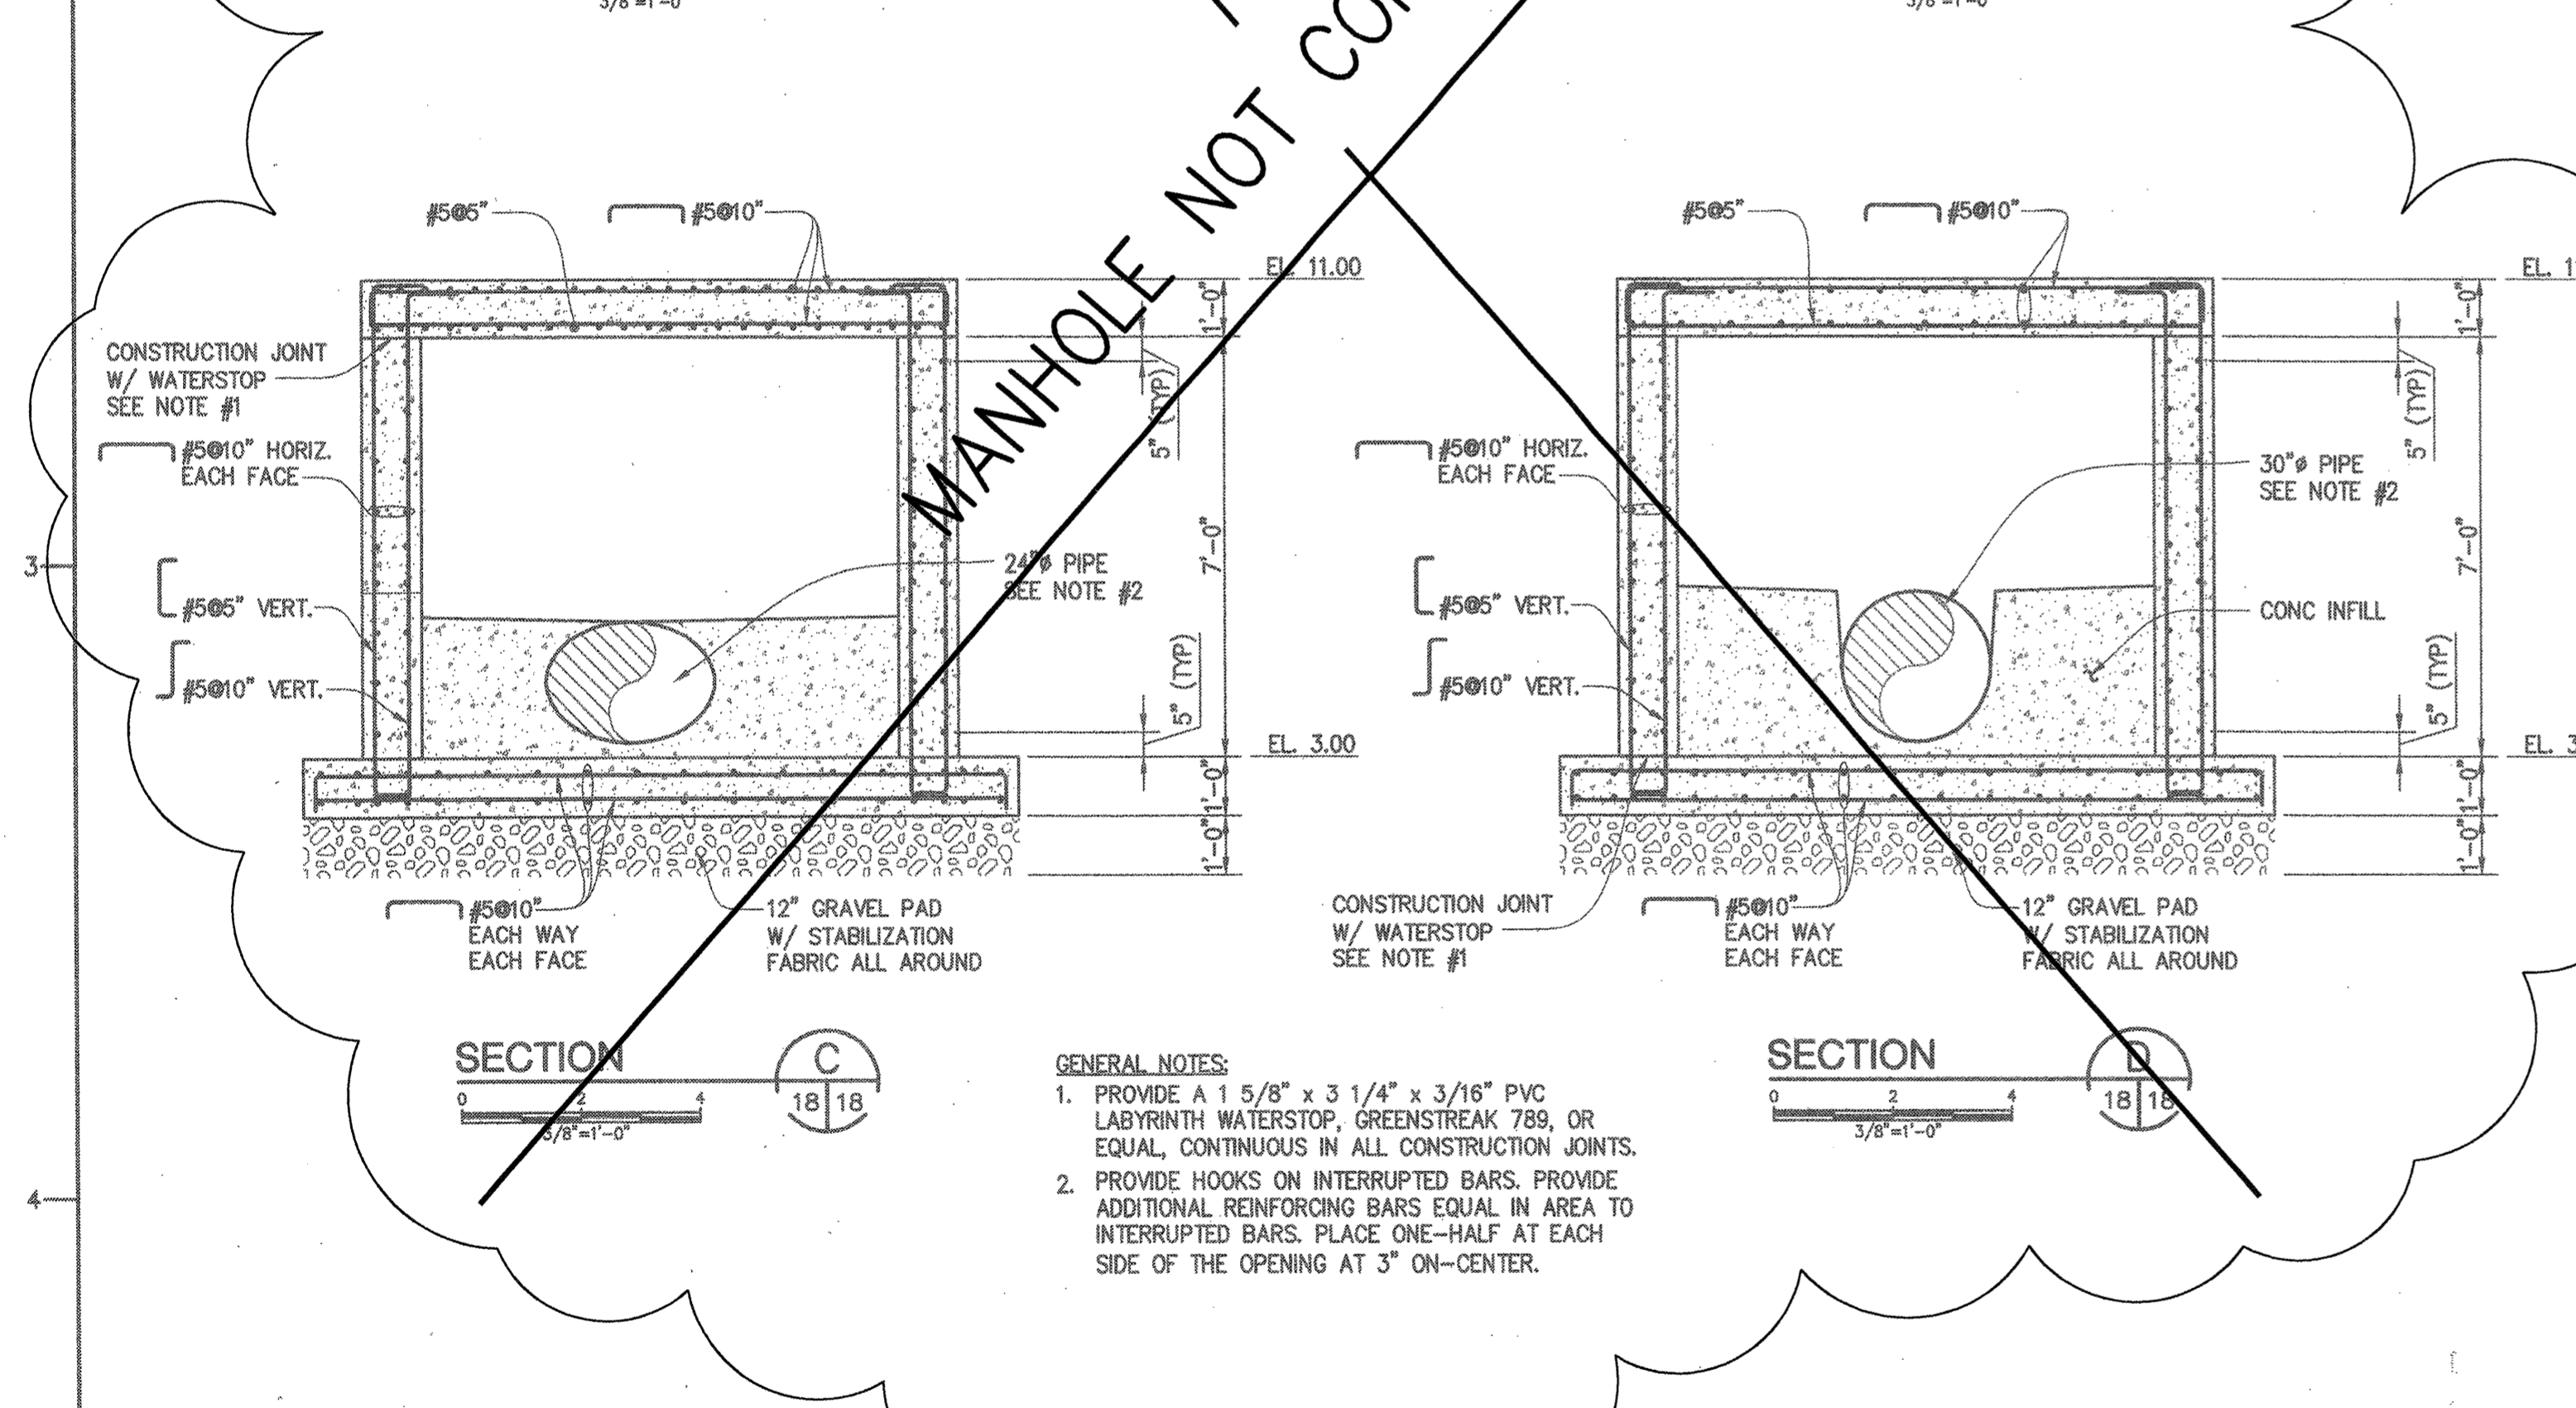 3/8"=1'-0"
3/8"=1'-0"
MANHOLE NOT
#5@5"
#5@10"
EL. 11.00
1'-0"
CONSTRUCTION JOINT
W/ WATERSTOP
SEE NOTE #1
5" (TYP)
#5@10" HORIZ.
EACH FACE
7'-0"
24"ø PIPE
SEE NOTE #2
#5@5" VERT.
#5@10" VERT.
5" (TYP)
EL. 3.00
1'-0"
1'-0"
#5@10"
EACH WAY
EACH FACE
12" GRAVEL PAD
W/ STABILIZATION
FABRIC ALL AROUND
SECTION
C
18 18
0 2 4
3/8"=1'-0"
#5@5"
#5@10"
EL. 1
1'-0"
5" (TYP)
#5@10" HORIZ.
EACH FACE
30"ø PIPE
SEE NOTE #2
7'-0"
#5@5" VERT.
CONC INFILL
#5@10" VERT.
5" (TYP)
EL. 3
1'-0"
1'-0"
CONSTRUCTION JOINT
W/ WATERSTOP
SEE NOTE #1
#5@10"
EACH WAY
EACH FACE
12" GRAVEL PAD
W/ STABILIZATION
FABRIC ALL AROUND
SECTION
D
18 18
0 2 4
3/8"=1'-0"
GENERAL NOTES:
1. PROVIDE A 1 5/8" x 3 1/4" x 3/16" PVC
LABYRINTH WATERSTOP, GREENSTREAK 789, OR
EQUAL, CONTINUOUS IN ALL CONSTRUCTION JOINTS.
2. PROVIDE HOOKS ON INTERRUPTED BARS. PROVIDE
ADDITIONAL REINFORCING BARS EQUAL IN AREA TO
INTERRUPTED BARS. PLACE ONE-HALF AT EACH
SIDE OF THE OPENING AT 3" ON-CENTER.
3
4